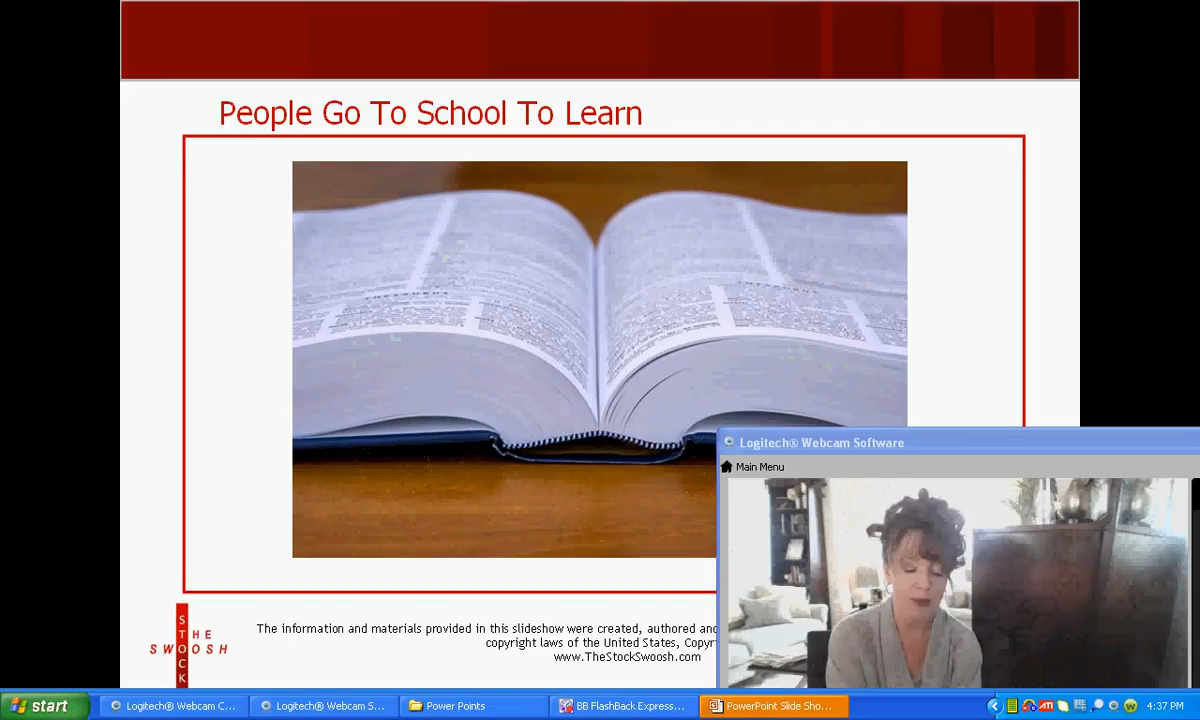 People Go To School To Learn
Logitech® Webcam Software
Main Menu
STOCK
THE
SWOOSH
The information and materials provided in this slideshow were created, authored and
copyright laws of the United States, Copyr
www.TheStockSwoosh.com
start
Logitech® Webcam C...
Logitech® Webcam S...
Power Points
BB FlashBack Express...
PowerPoint Slide Sho...
ATI
W
4:37 PM